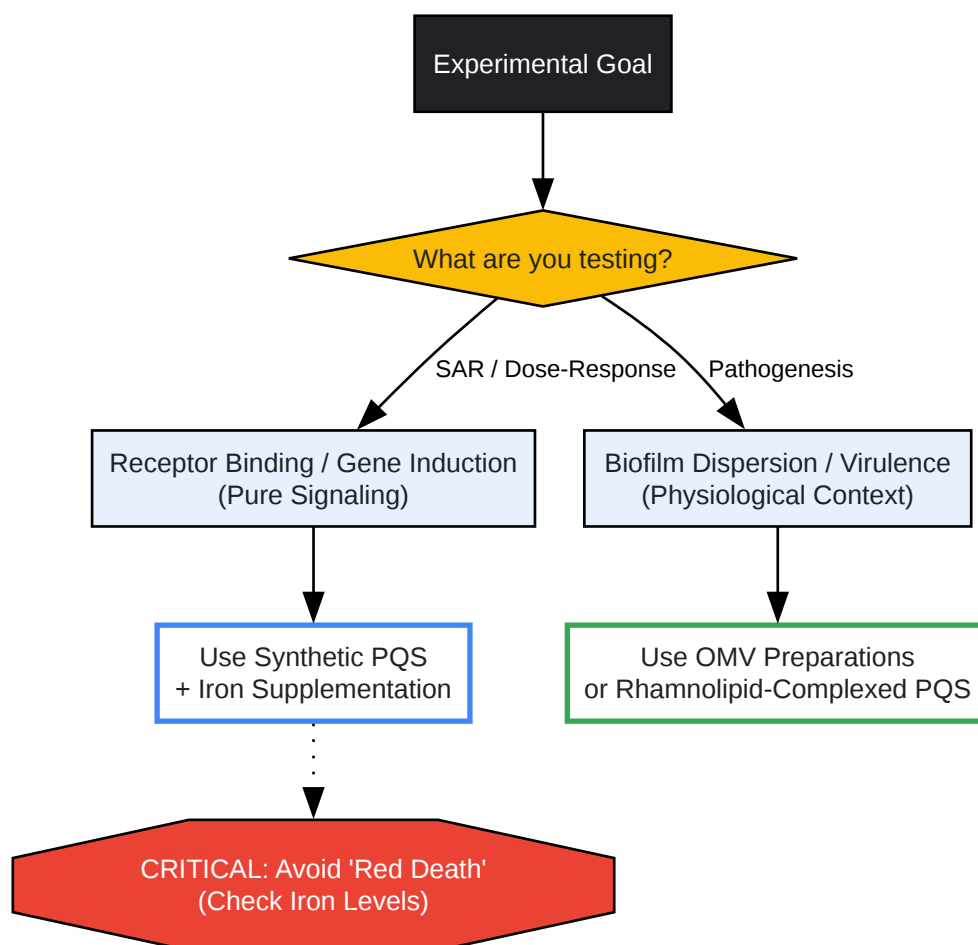 Experimental Goal
What are you testing?
SAR / Dose-Response
Pathogenesis
Receptor Binding / Gene Induction
(Pure Signaling)
Biofilm Dispersion / Virulence
(Physiological Context)
Use Synthetic PQS
+ Iron Supplementation
Use OMV Preparations
or Rhamnolipid-Complexed PQS
CRITICAL: Avoid 'Red Death'
(Check Iron Levels)